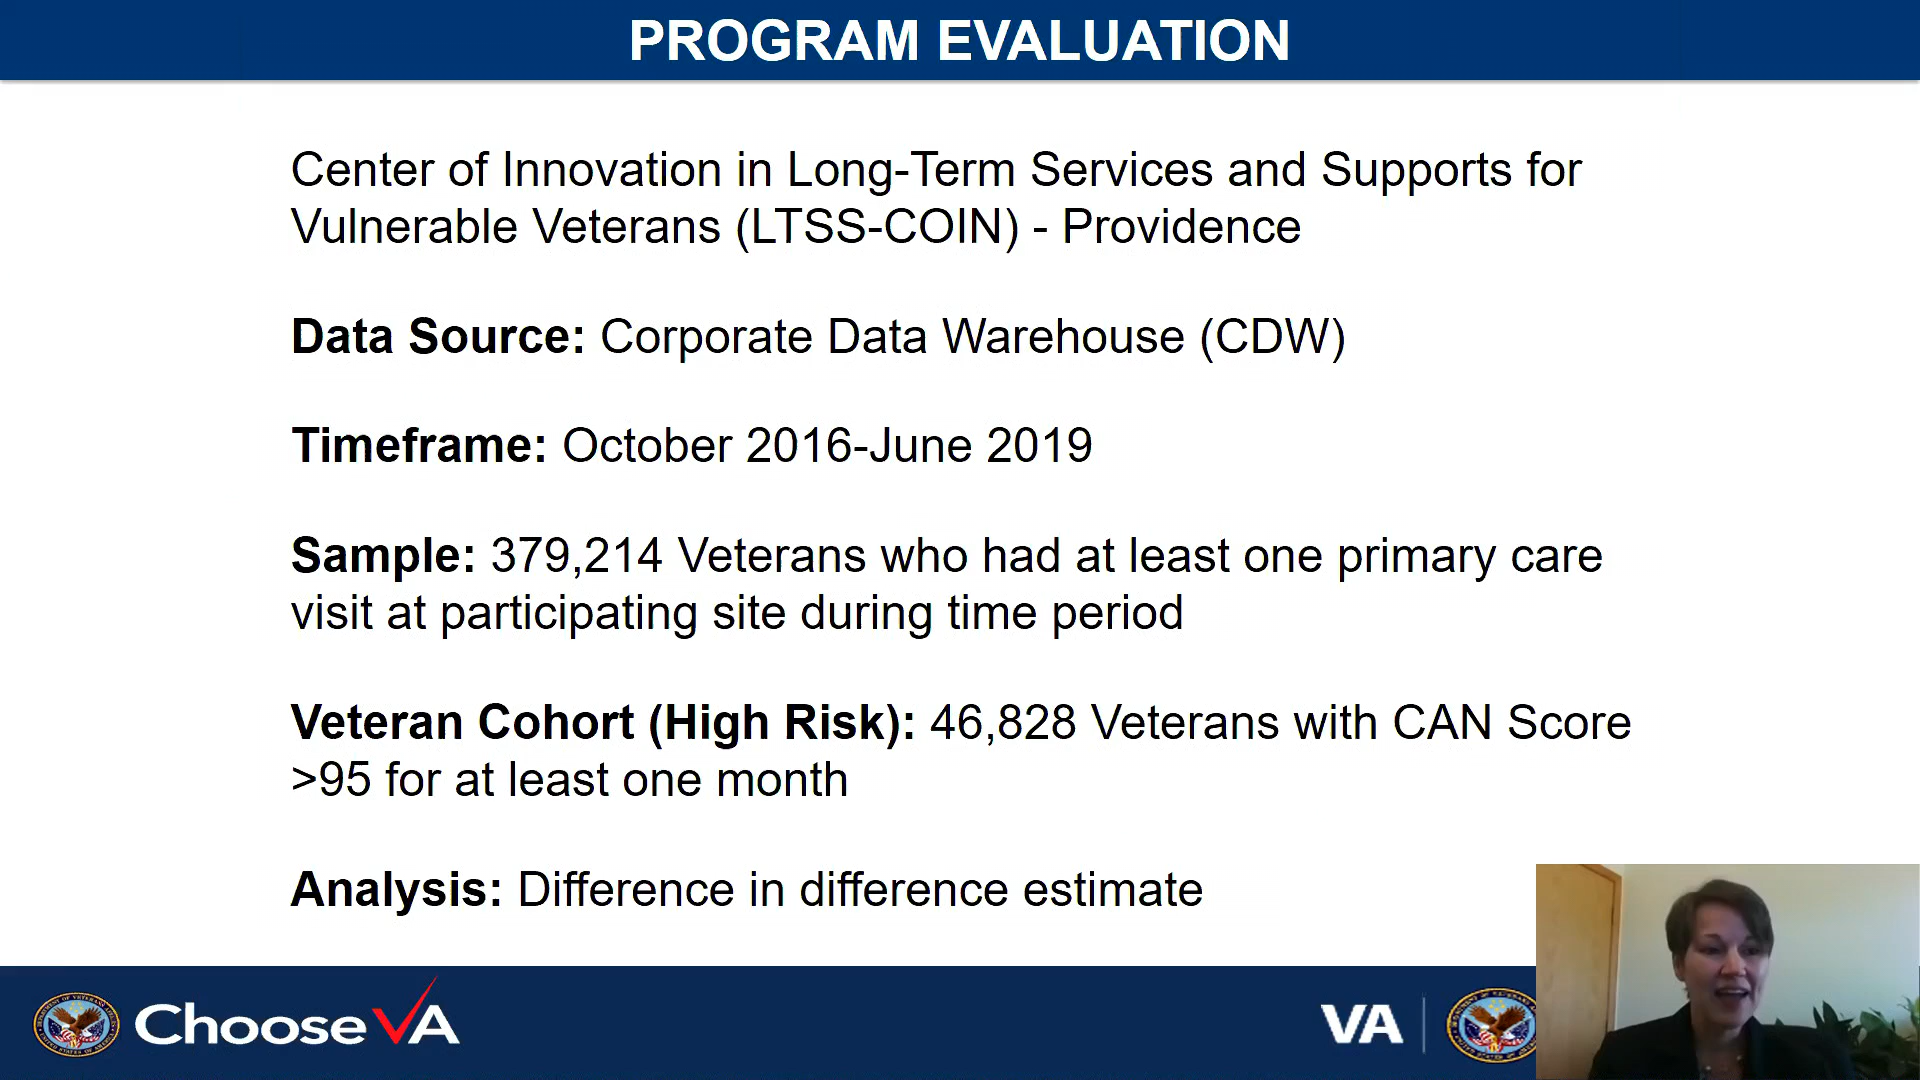 PROGRAM EVALUATION
Center of Innovation in Long-Term Services and Supports for
Vulnerable Veterans (LTSS-COIN) - Providence
Data Source: Corporate Data Warehouse (CDW)
Timeframe: October 2016-June 2019
Sample: 379,214 Veterans who had at least one primary care
visit at participating site during time period
Veteran Cohort (High Risk): 46,828 Veterans with CAN Score
>95 for at least one month
Analysis: Difference in difference estimate
Choose VA
VA